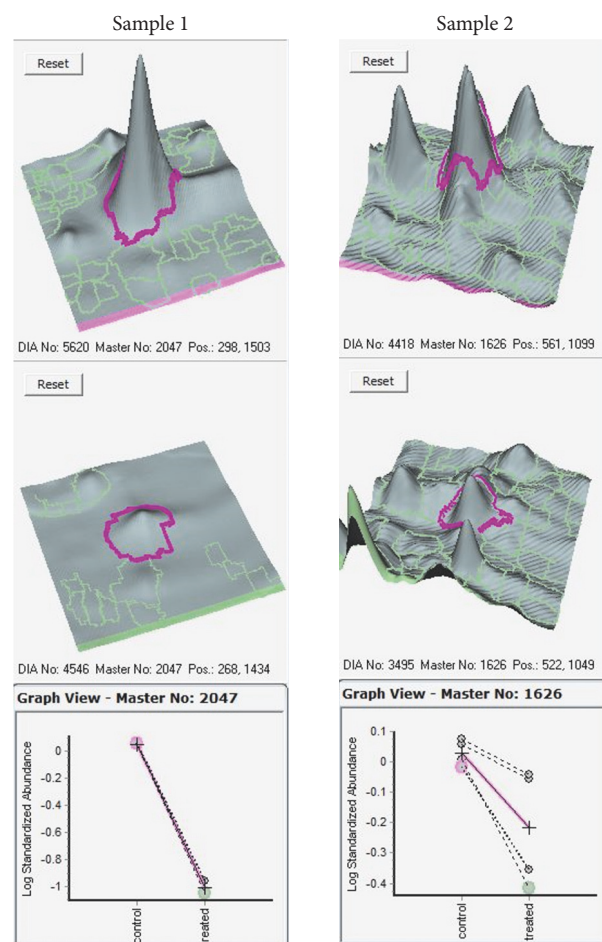 Sample 1
Sample 2
Reset
Reset
DIA No: 5620 Master No: 2047 Pos.: 298, 1503
DIA No: 4418 Master No: 1626 Pos.: 561, 1099
Reset
Reset
DIA No: 4546 Master No: 2047 Pos.: 268, 1434
DIA No: 3495 Master No: 1626 Pos.: 522, 1049
Graph View - Master No: 2047
Log Standardized Abundance
0
-0.2
-0.4
-0.6
-0.8
-1
control
treated
Graph View - Master No: 1626
Log Standardized Abundance
0.1
0
-0.1
-0.2
-0.3
-0.4
control
treated